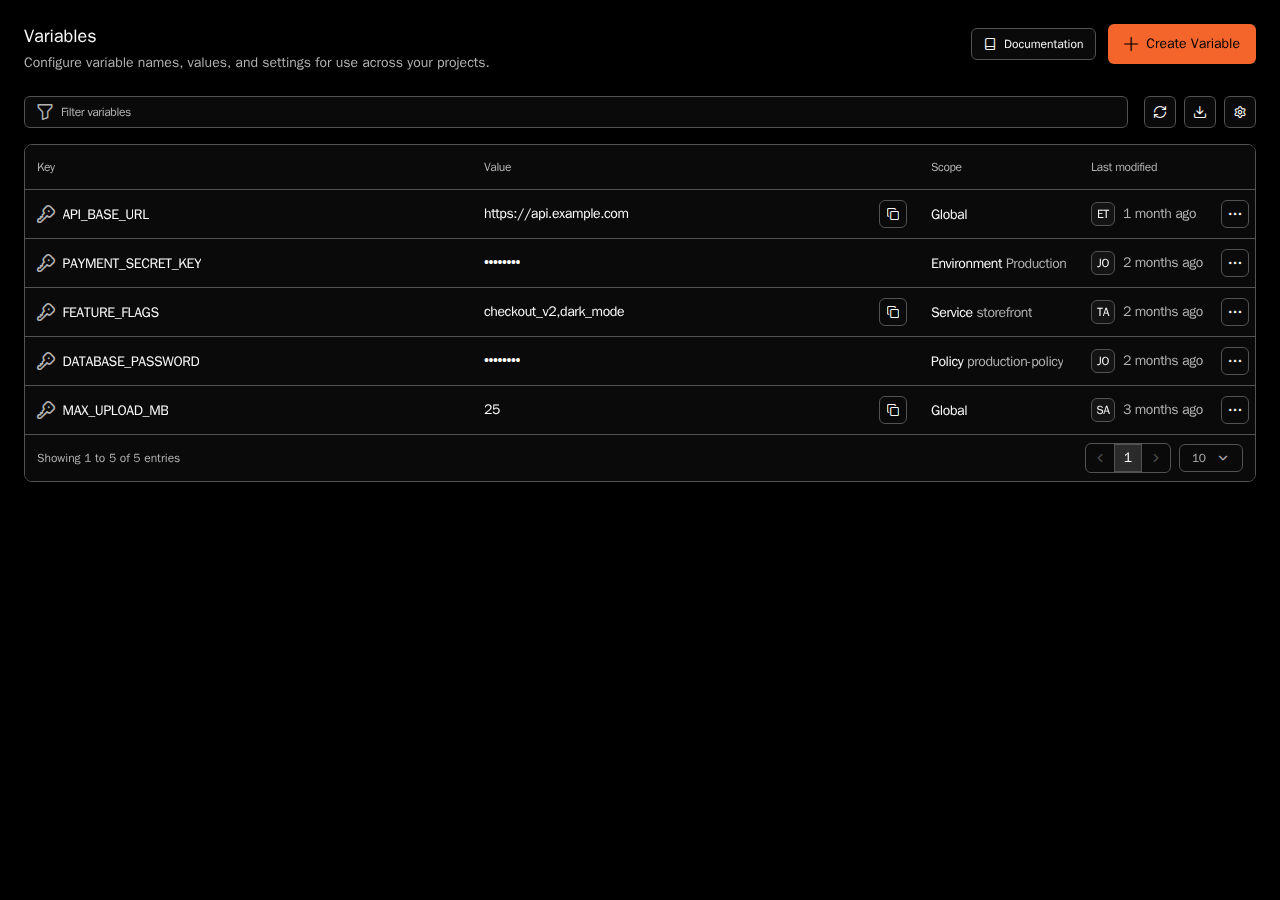 Variables
Configure variable names, values, and settings for use across your projects.
Documentation
Create Variable
Filter variables
Key Value Scope Last modified
API_BASE_URL https://api.example.com Global ET 1 month ago
PAYMENT_SECRET_KEY •••••••• Environment Production JO 2 months ago
FEATURE_FLAGS checkout_v2,dark_mode Service storefront TA 2 months ago
DATABASE_PASSWORD •••••••• Policy production-policy JO 2 months ago
MAX_UPLOAD_MB 25 Global SA 3 months ago
Showing 1 to 5 of 5 entries 1 10